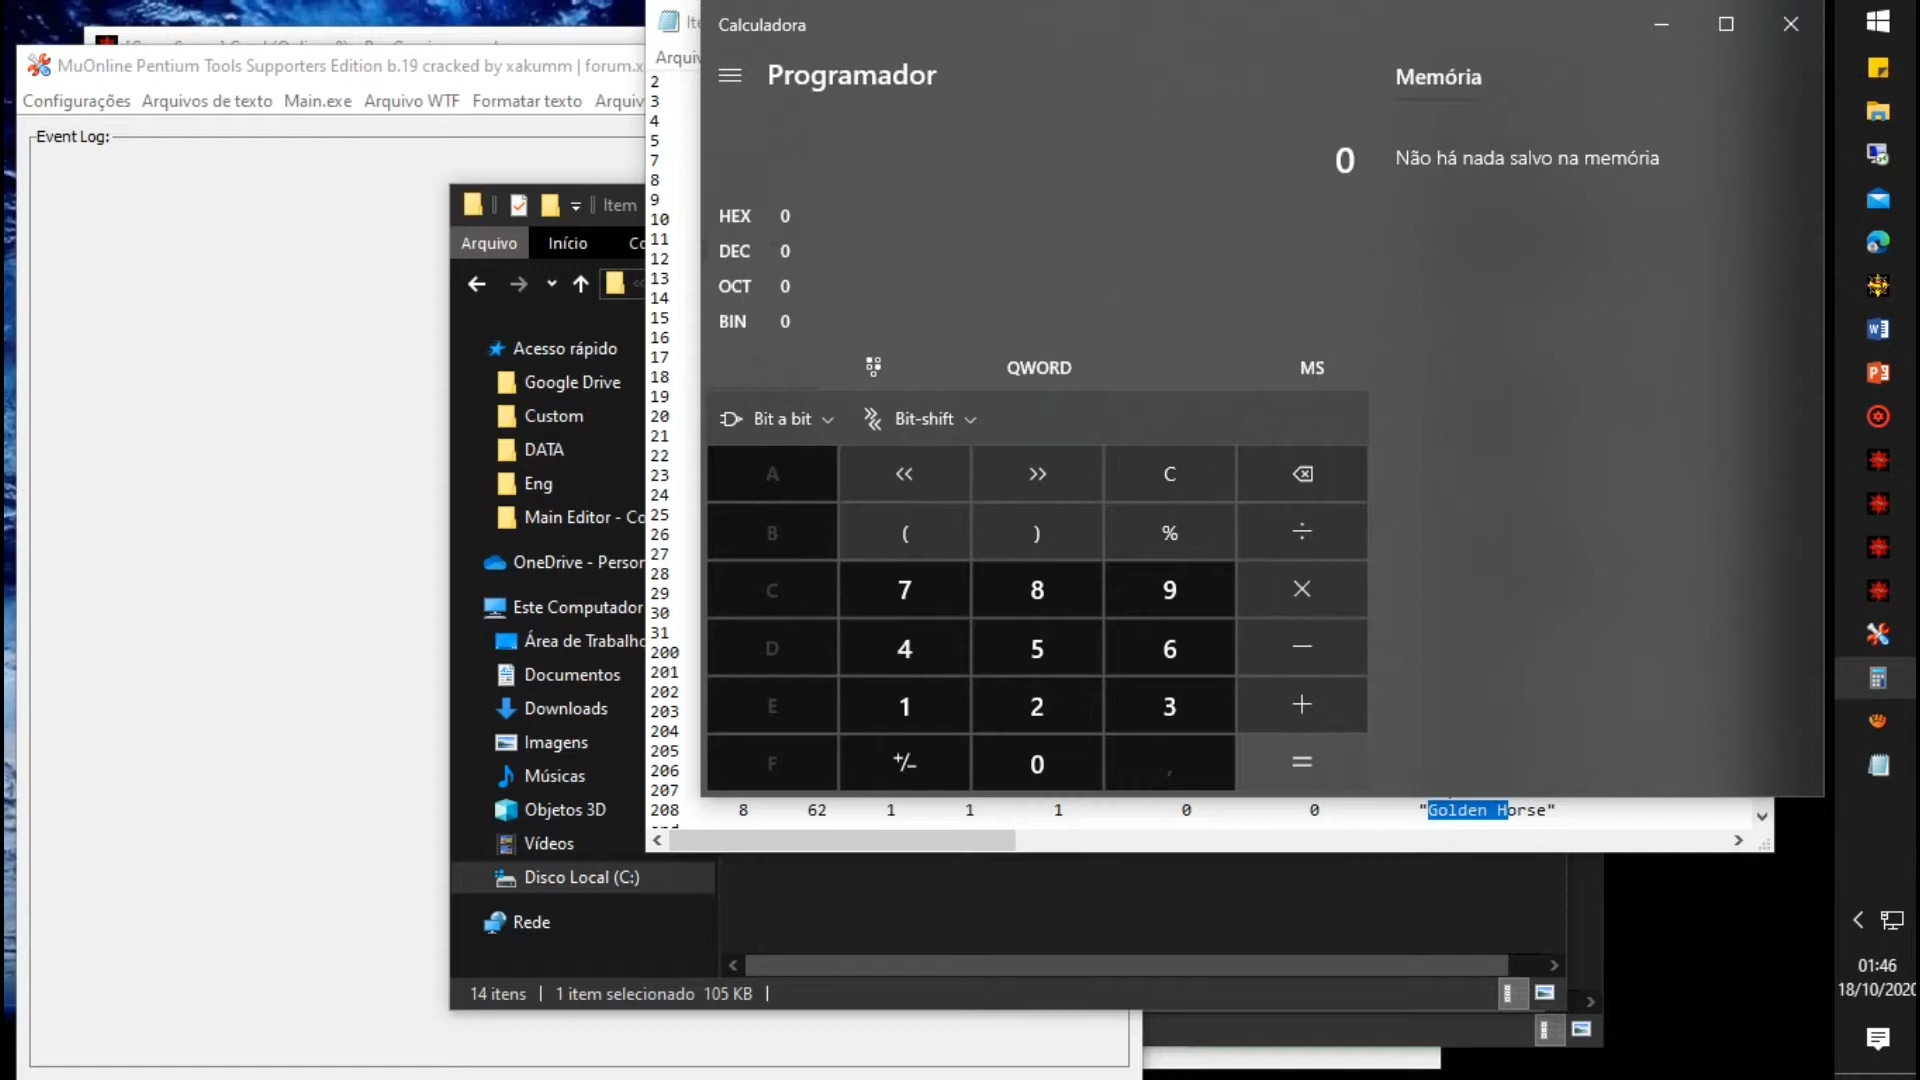 MuOnline Pentium Tools Supporters Edition b.19 cracked by xakumm | forum.x
Configurações Arquivos de texto Main.exe Arquivo WTF Formatar texto Arquiv
Event Log:
Item
Arquivo Início Co
Acesso rápido
Google Drive
Custom
DATA
Eng
Main Editor - Co
OneDrive - Person
Este Computador
Área de Trabalho
Documentos
Downloads
Imagens
Músicas
Objetos 3D
Vídeos
Disco Local (C:)
Rede
14 itens | 1 item selecionado 105 KB |
Ite
Arquiv
2
3
4
5
7
8
9
10
11
12
13
14
15
16
17
18
19
20
21
22
23
24
25
26
27
28
29
30
31
200
201
202
203
204
205
206
207
208 8 62 1 1 1 0 0 "Golden Horse"
Calculadora
Programador
0
HEX 0
DEC 0
OCT 0
BIN 0
QWORD MS
Bit a bit Bit-shift
A << >> C
B ( ) % ÷
C 7 8 9 ×
D 4 5 6 −
E 1 2 3 +
F +/− 0 , =
Memória
Não há nada salvo na memória
01:46
18/10/2020